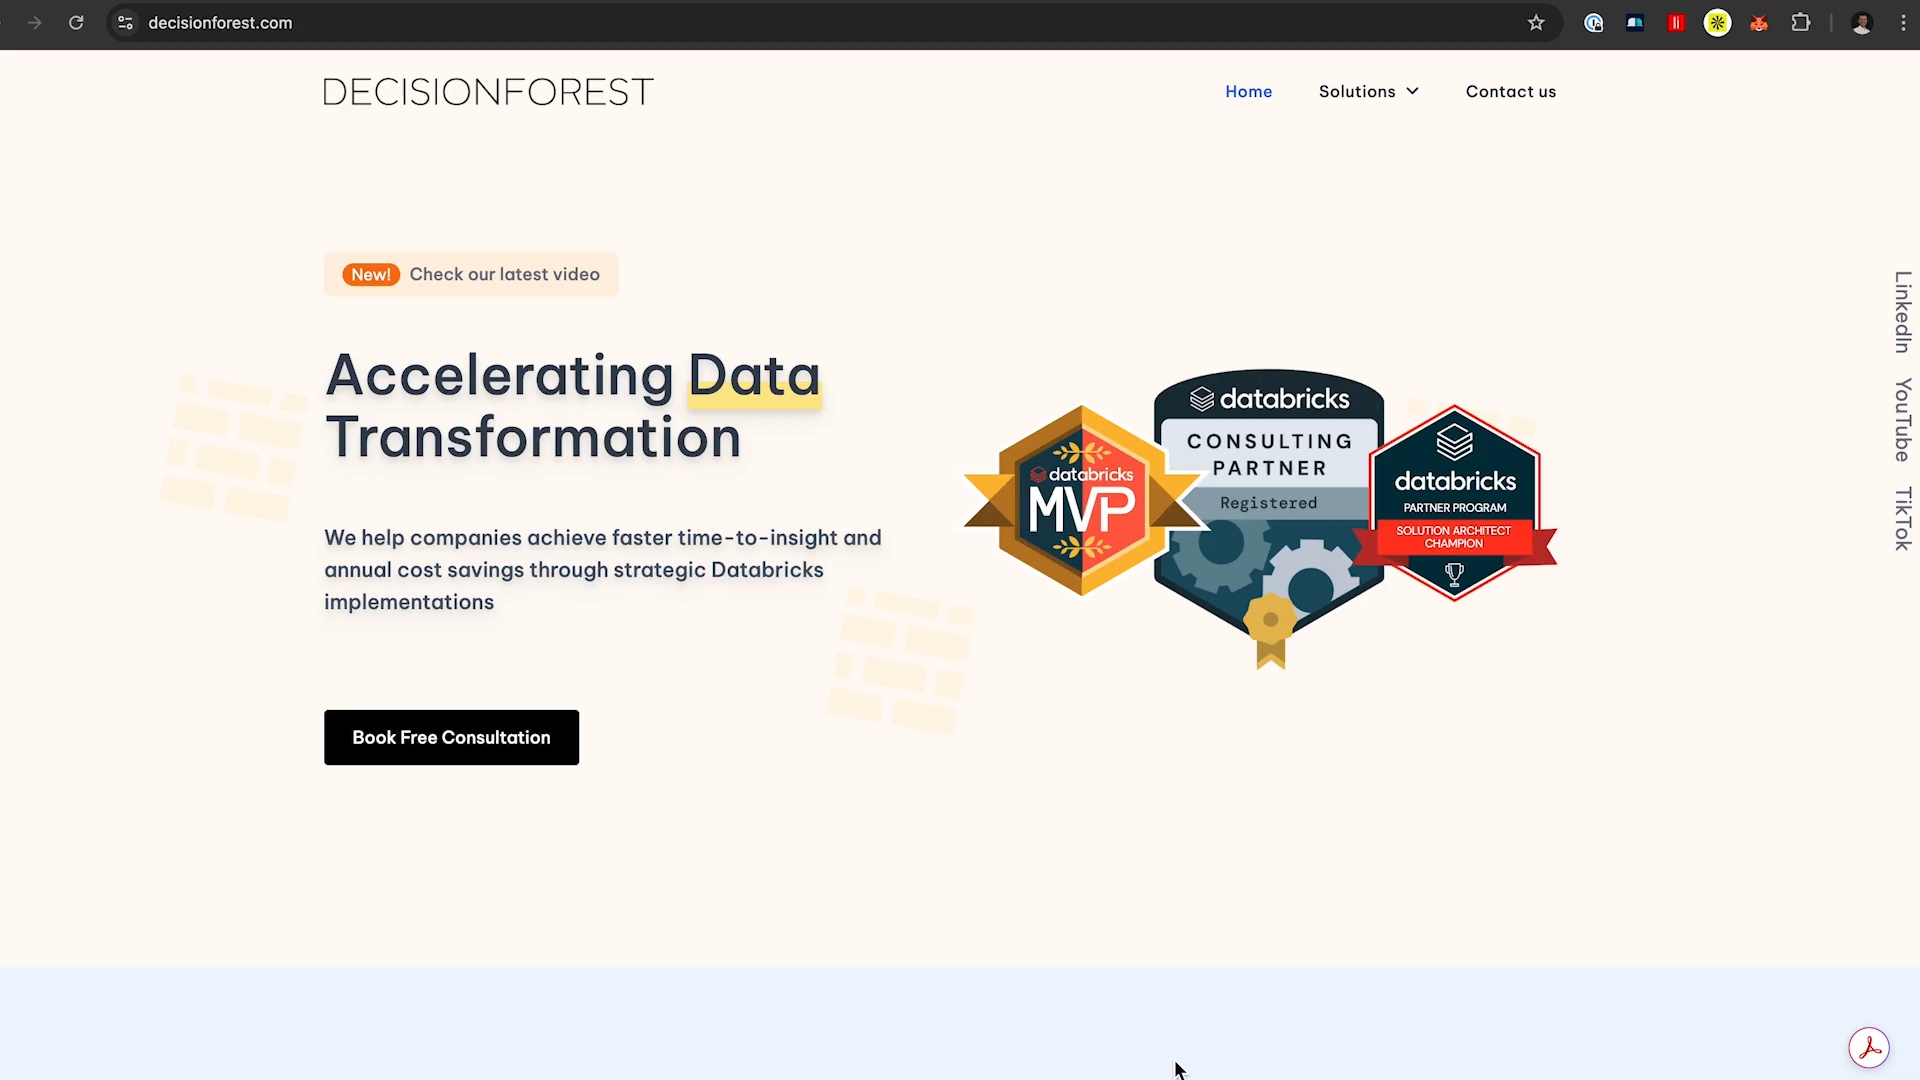 decisionforest.com
DECISIONFOREST
Home
Solutions
Contact us
New! Check our latest video
Accelerating Data
Transformation
We help companies achieve faster time-to-insight and
annual cost savings through strategic Databricks
implementations
Book Free Consultation
databricks
MVP
databricks
CONSULTING
PARTNER
Registered
databricks
PARTNER PROGRAM
SOLUTION ARCHITECT
CHAMPION
LinkedIn
YouTube
TikTok